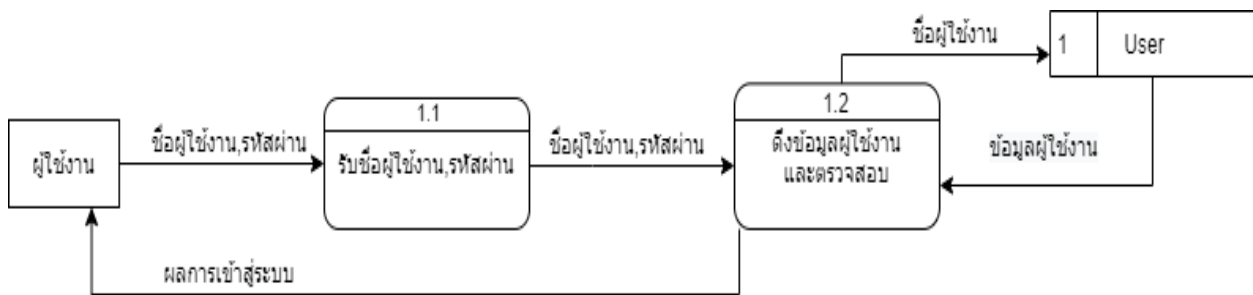 ชื่อผู้ใช้งาน
1 User
1.1
1.2
ผู้ใช้งาน
ชื่อผู้ใช้งาน,รหัสผ่าน
รับชื่อผู้ใช้งาน,รหัสผ่าน
ชื่อผู้ใช้งาน,รหัสผ่าน
ดึงข้อมูลผู้ใช้งาน
และตรวจสอบ
ข้อมูลผู้ใช้งาน
ผลการเข้าสู่ระบบ